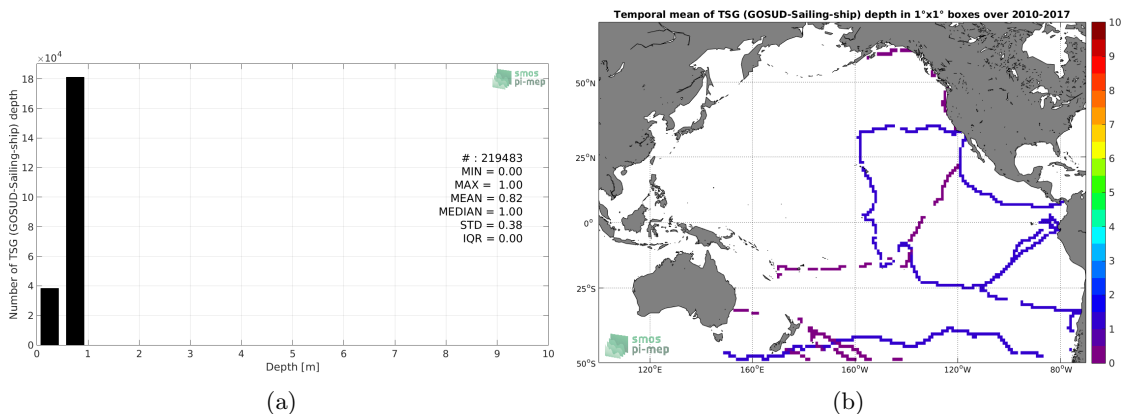 ×10⁴
18
16
14
12
10
8
6
4
2
0
Number of TSG (GOSUD-Sailing-ship) depth
0 1 2 3 4 5 6 7 8 9 10
Depth [m]
smos
pi-mep
# : 219483
MIN = 0.00
MAX = 1.00
MEAN = 0.82
MEDIAN = 1.00
STD = 0.38
IQR = 0.00
(a)
Temporal mean of TSG (GOSUD-Sailing-ship) depth in 1°x1° boxes over 2010-2017
50°N
25°N
0°
25°S
50°S
120°E 160°E 160°W 120°W 80°W
smos
pi-mep
10
9
8
7
6
5
4
3
2
1
0
(b)